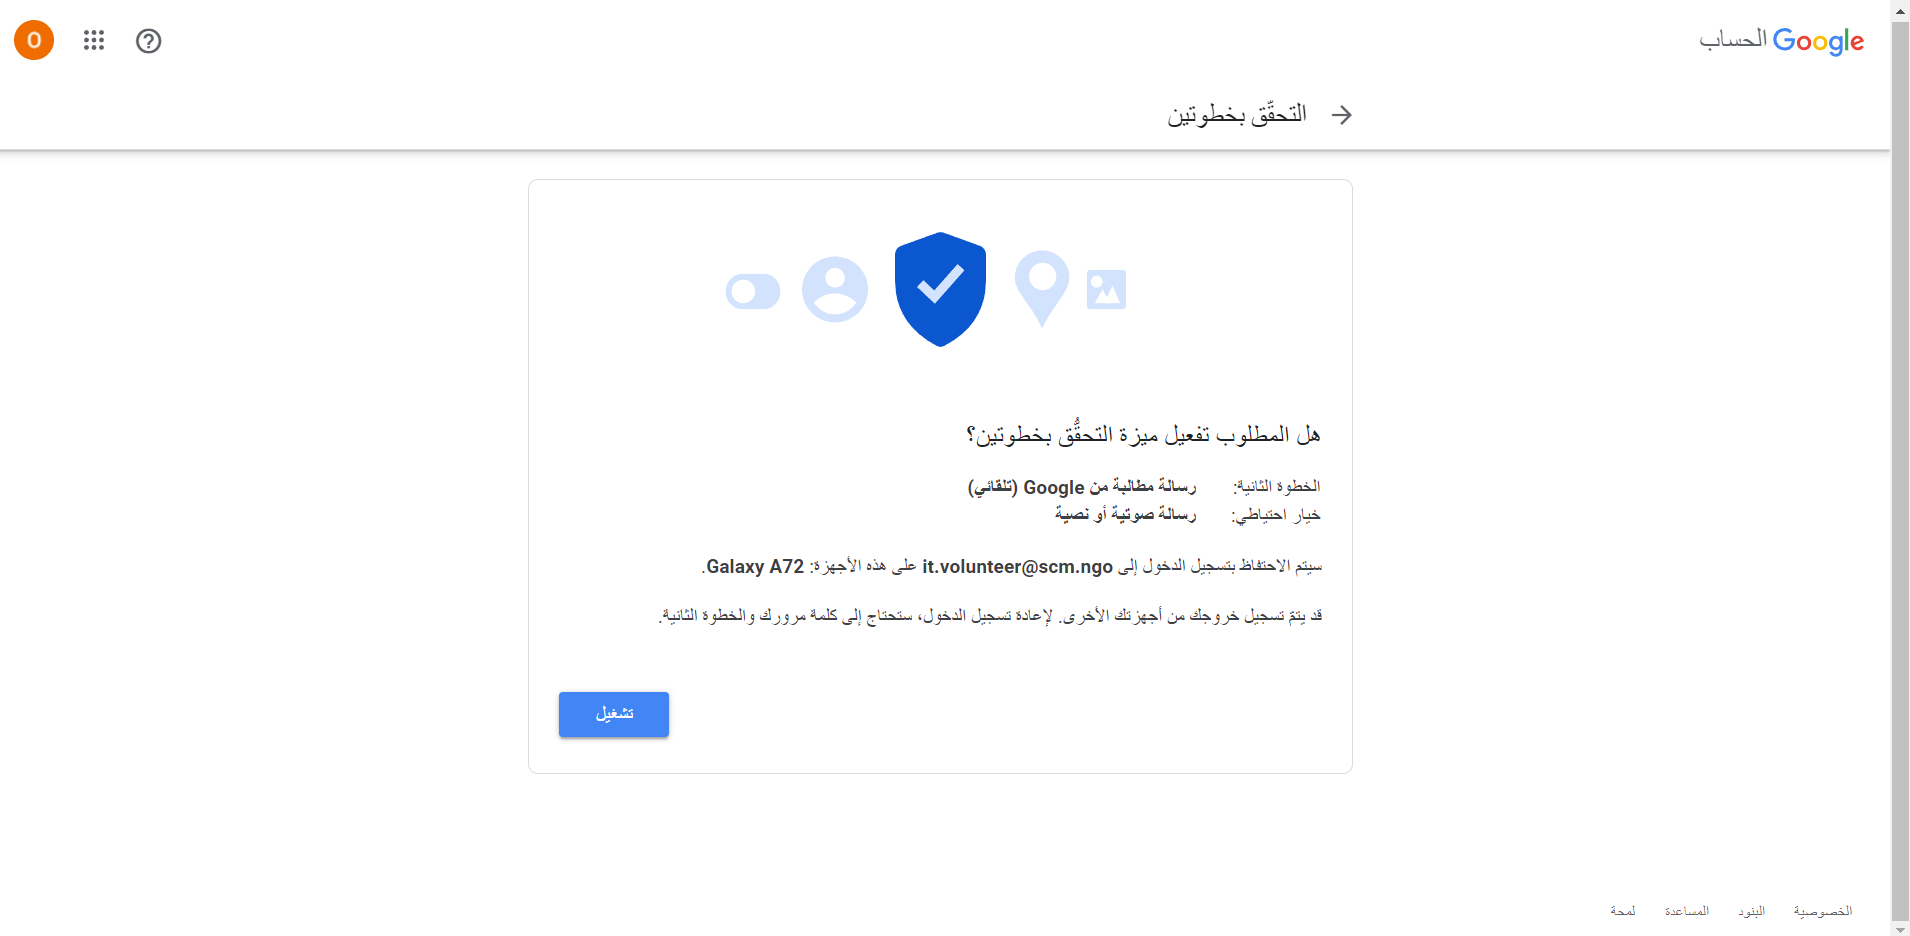 Google الحساب
O
التحقّق بخطوتين
هل المطلوب تفعيل ميزة التحقُّق بخطوتين؟
الخطوة الثانية: رسالة مطالبة من Google (تلقائي)
خيار احتياطي: رسالة صوتية أو نصية
سيتم الاحتفاظ بتسجيل الدخول إلى it.volunteer@scm.ngo على هذه الأجهزة: Galaxy A72.
قد يتمّ تسجيل خروجك من أجهزتك الأخرى. لإعادة تسجيل الدخول، ستحتاج إلى كلمة مرورك والخطوة الثانية.
تشغيل
الخصوصية البنود المساعدة لمحة